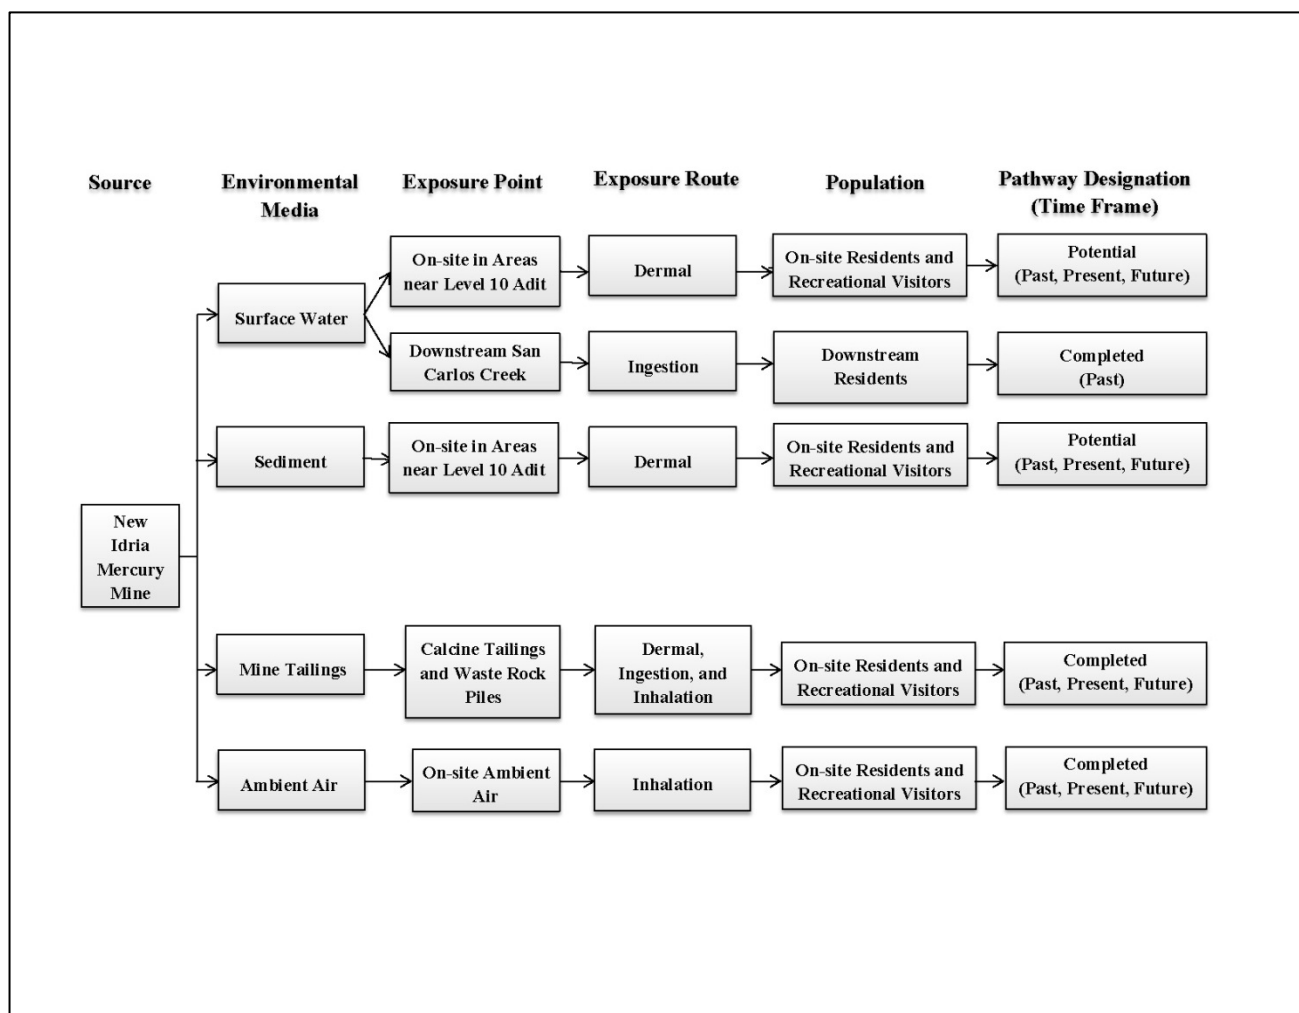 Source
Environmental
Media
Exposure Point
Exposure Route
Population
Pathway Designation
(Time Frame)
New
Idria
Mercury
Mine
Surface Water
On-site in Areas
near Level 10 Adit
Dermal
On-site Residents and
Recreational Visitors
Potential
(Past, Present, Future)
Downstream San
Carlos Creek
Ingestion
Downstream
Residents
Completed
(Past)
Sediment
On-site in Areas
near Level 10 Adit
Dermal
On-site Residents and
Recreational Visitors
Potential
(Past, Present, Future)
Mine Tailings
Calcine Tailings
and Waste Rock
Piles
Dermal,
Ingestion, and
Inhalation
On-site Residents and
Recreational Visitors
Completed
(Past, Present, Future)
Ambient Air
On-site Ambient
Air
Inhalation
On-site Residents and
Recreational Visitors
Completed
(Past, Present, Future)